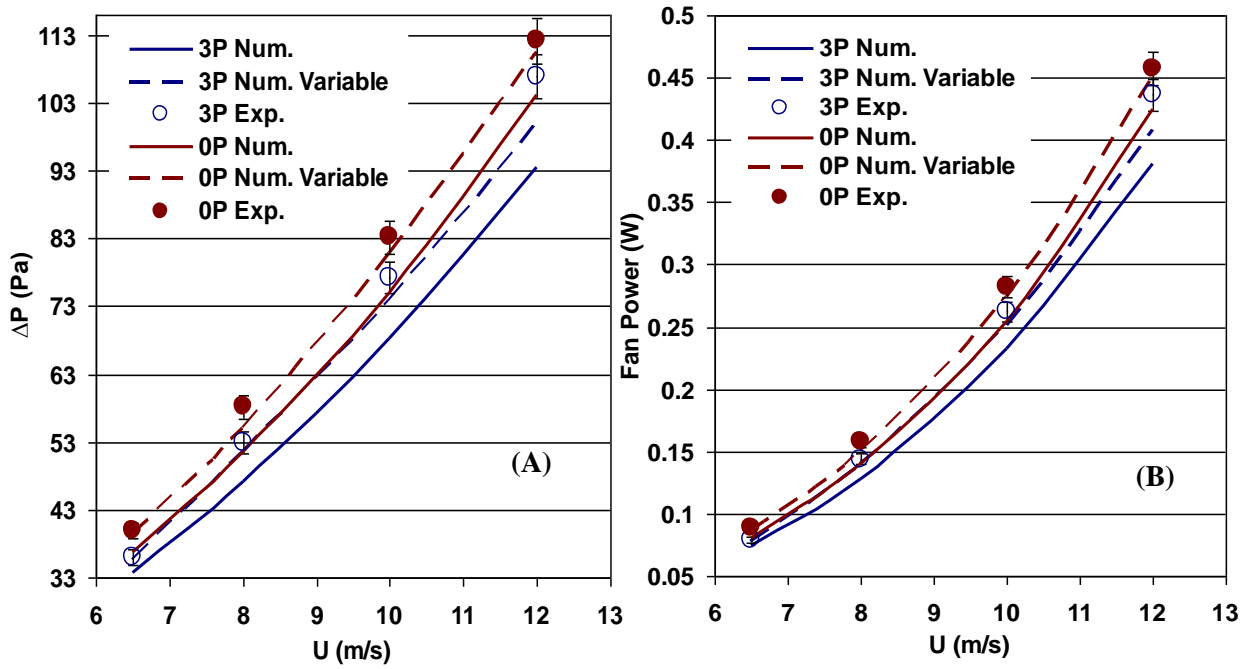 113
103
93
83
73
63
53
43
33
ΔP (Pa)
3P Num.
3P Num. Variable
3P Exp.
0P Num.
0P Num. Variable
0P Exp.
(A)
6 7 8 9 10 11 12 13
U (m/s)
0.5
0.45
0.4
0.35
0.3
0.25
0.2
0.15
0.1
0.05
Fan Power (W)
3P Num.
3P Num. Variable
3P Exp.
0P Num.
0P Num. Variable
0P Exp.
(B)
6 7 8 9 10 11 12 13
U (m/s)